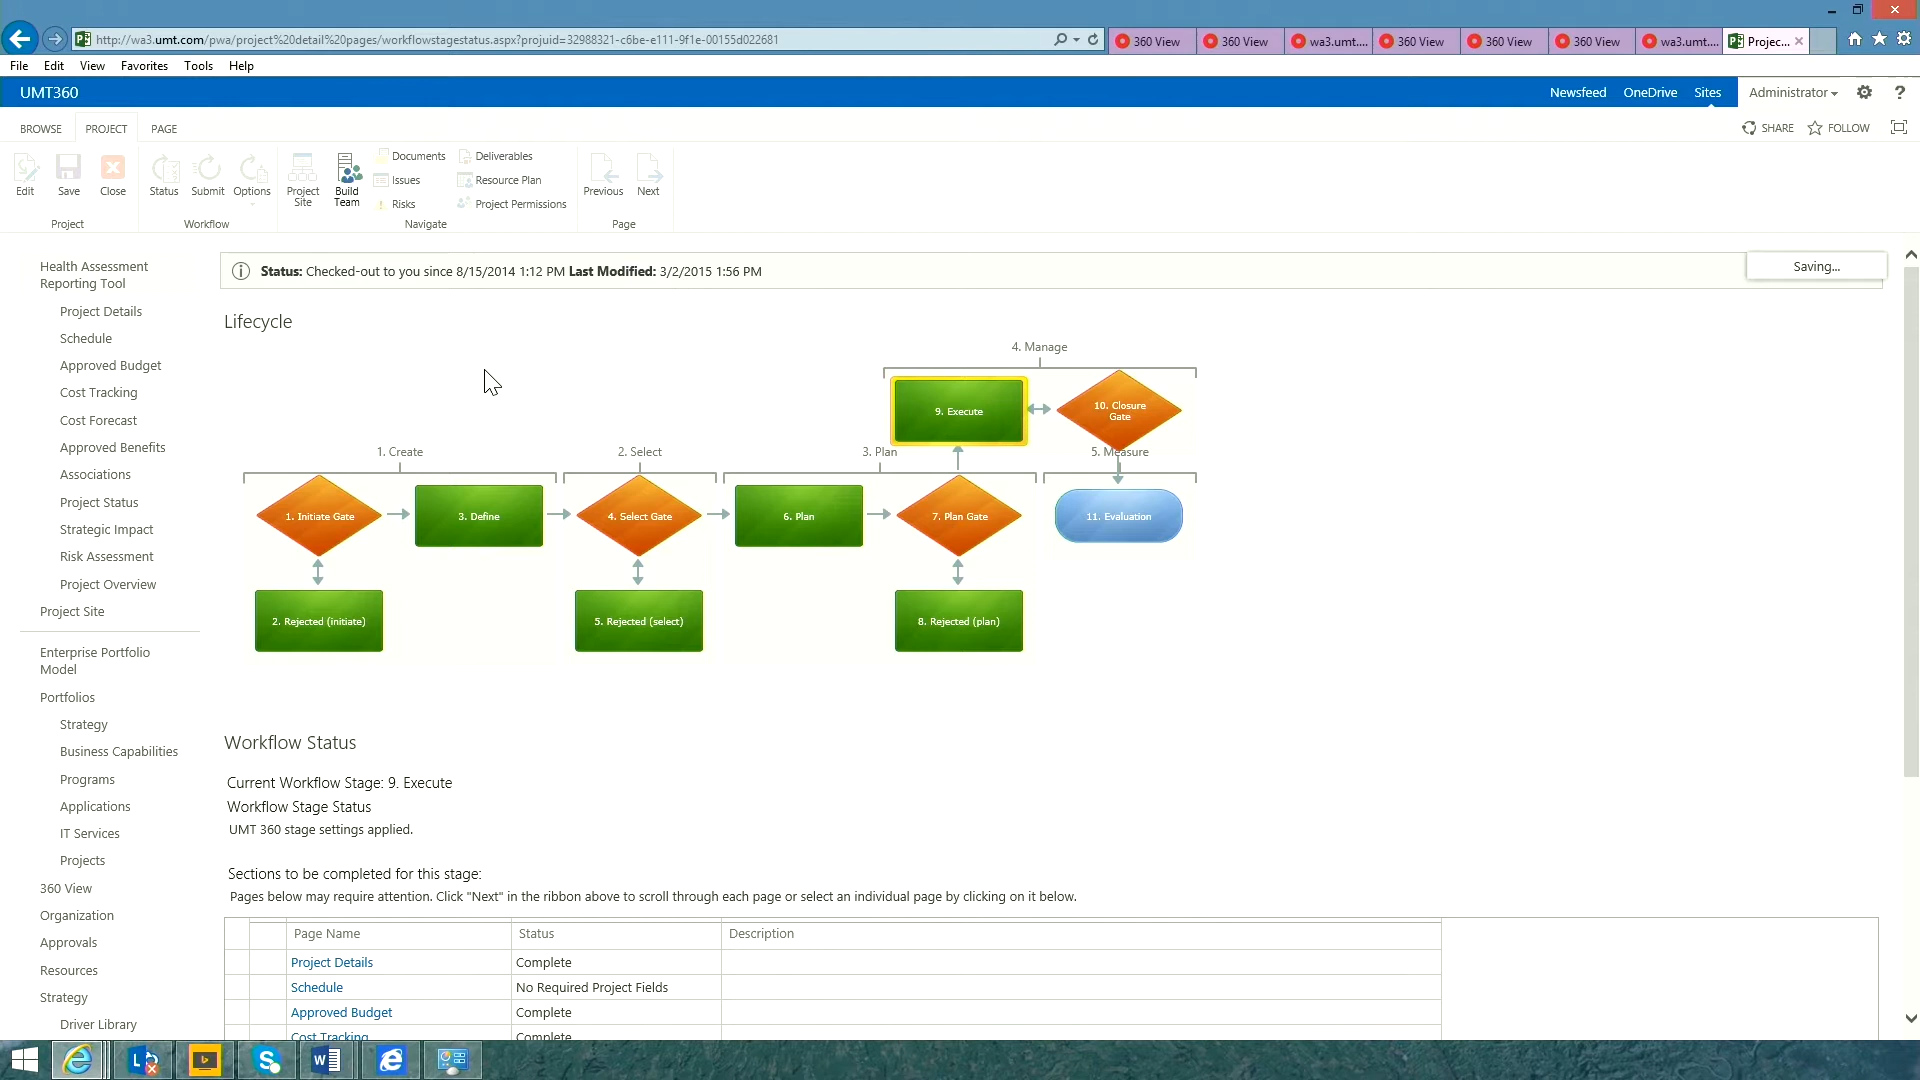 http://wa3.umt.com/pwa/project%20detail%20pages/workflowstagestatus.aspx?projuid=32988321-c6be-e111-9f1e-00155d022681
360 View
360 View
wa3.umt....
360 View
360 View
360 View
wa3.umt....
Projec...
File Edit View Favorites Tools Help
UMT360
Newsfeed OneDrive Sites Administrator ?
BROWSE PROJECT PAGE
SHARE FOLLOW
Edit Save Close
Project
Status Submit Options
Workflow
Project Site
Build Team
Documents
Issues
Risks
Deliverables
Resource Plan
Project Permissions
Navigate
Previous Next
Page
Health Assessment
Reporting Tool
Project Details
Schedule
Approved Budget
Cost Tracking
Cost Forecast
Approved Benefits
Associations
Project Status
Strategic Impact
Risk Assessment
Project Overview
Project Site
Enterprise Portfolio
Model
Portfolios
Strategy
Business Capabilities
Programs
Applications
IT Services
Projects
360 View
Organization
Approvals
Resources
Strategy
Driver Library
Status: Checked-out to you since 8/15/2014 1:12 PM Last Modified: 3/2/2015 1:56 PM
Saving...
Lifecycle
4. Manage
9. Execute
10. Closure
Gate
1. Create
2. Select
3. Plan
5. Measure
1. Initiate Gate
3. Define
4. Select Gate
6. Plan
7. Plan Gate
11. Evaluation
2. Rejected (initiate)
5. Rejected (select)
8. Rejected (plan)
Workflow Status
Current Workflow Stage: 9. Execute
Workflow Stage Status
UMT 360 stage settings applied.
Sections to be completed for this stage:
Pages below may require attention. Click "Next" in the ribbon above to scroll through each page or select an individual page by clicking on it below.
Page Name Status Description
Project Details Complete
Schedule No Required Project Fields
Approved Budget Complete
Cost Tracking Complete